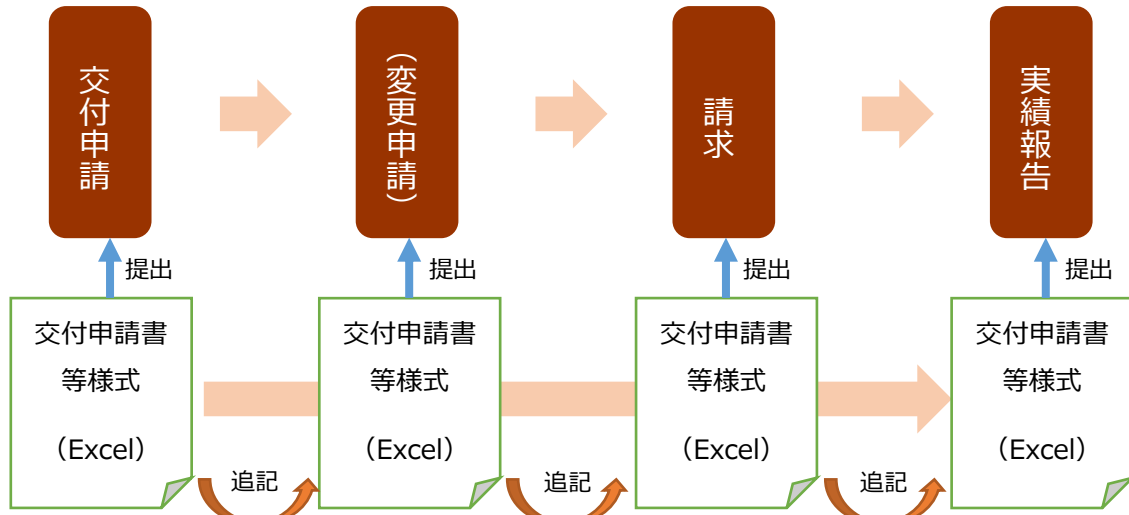 交付申請
（変更申請）
請求
実績報告
提出
提出
提出
提出
交付申請書
等様式
（Excel）
交付申請書
等様式
（Excel）
交付申請書
等様式
（Excel）
交付申請書
等様式
（Excel）
追記
追記
追記